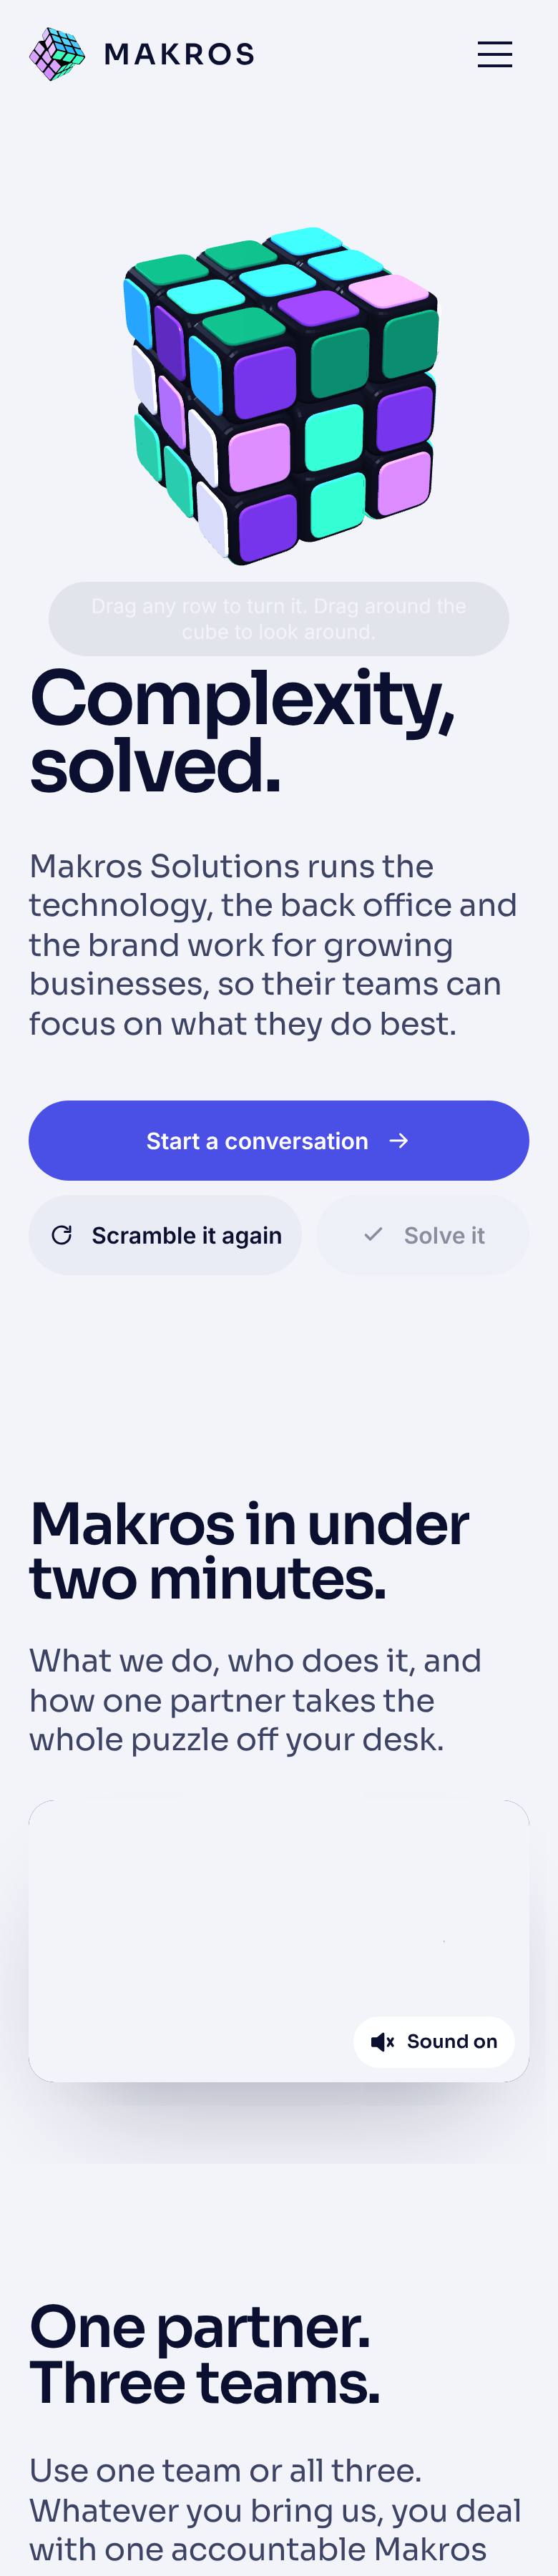 MAKROS
Drag any row to turn it. Drag around the
cube to look around.
Complexity,
solved.
Makros Solutions runs the
technology, the back office and
the brand work for growing
businesses, so their teams can
focus on what they do best.
Start a conversation →
Scramble it again
Solve it
Makros in under
two minutes.
What we do, who does it, and
how one partner takes the
whole puzzle off your desk.
Sound on
One partner.
Three teams.
Use one team or all three.
Whatever you bring us, you deal
with one accountable Makros